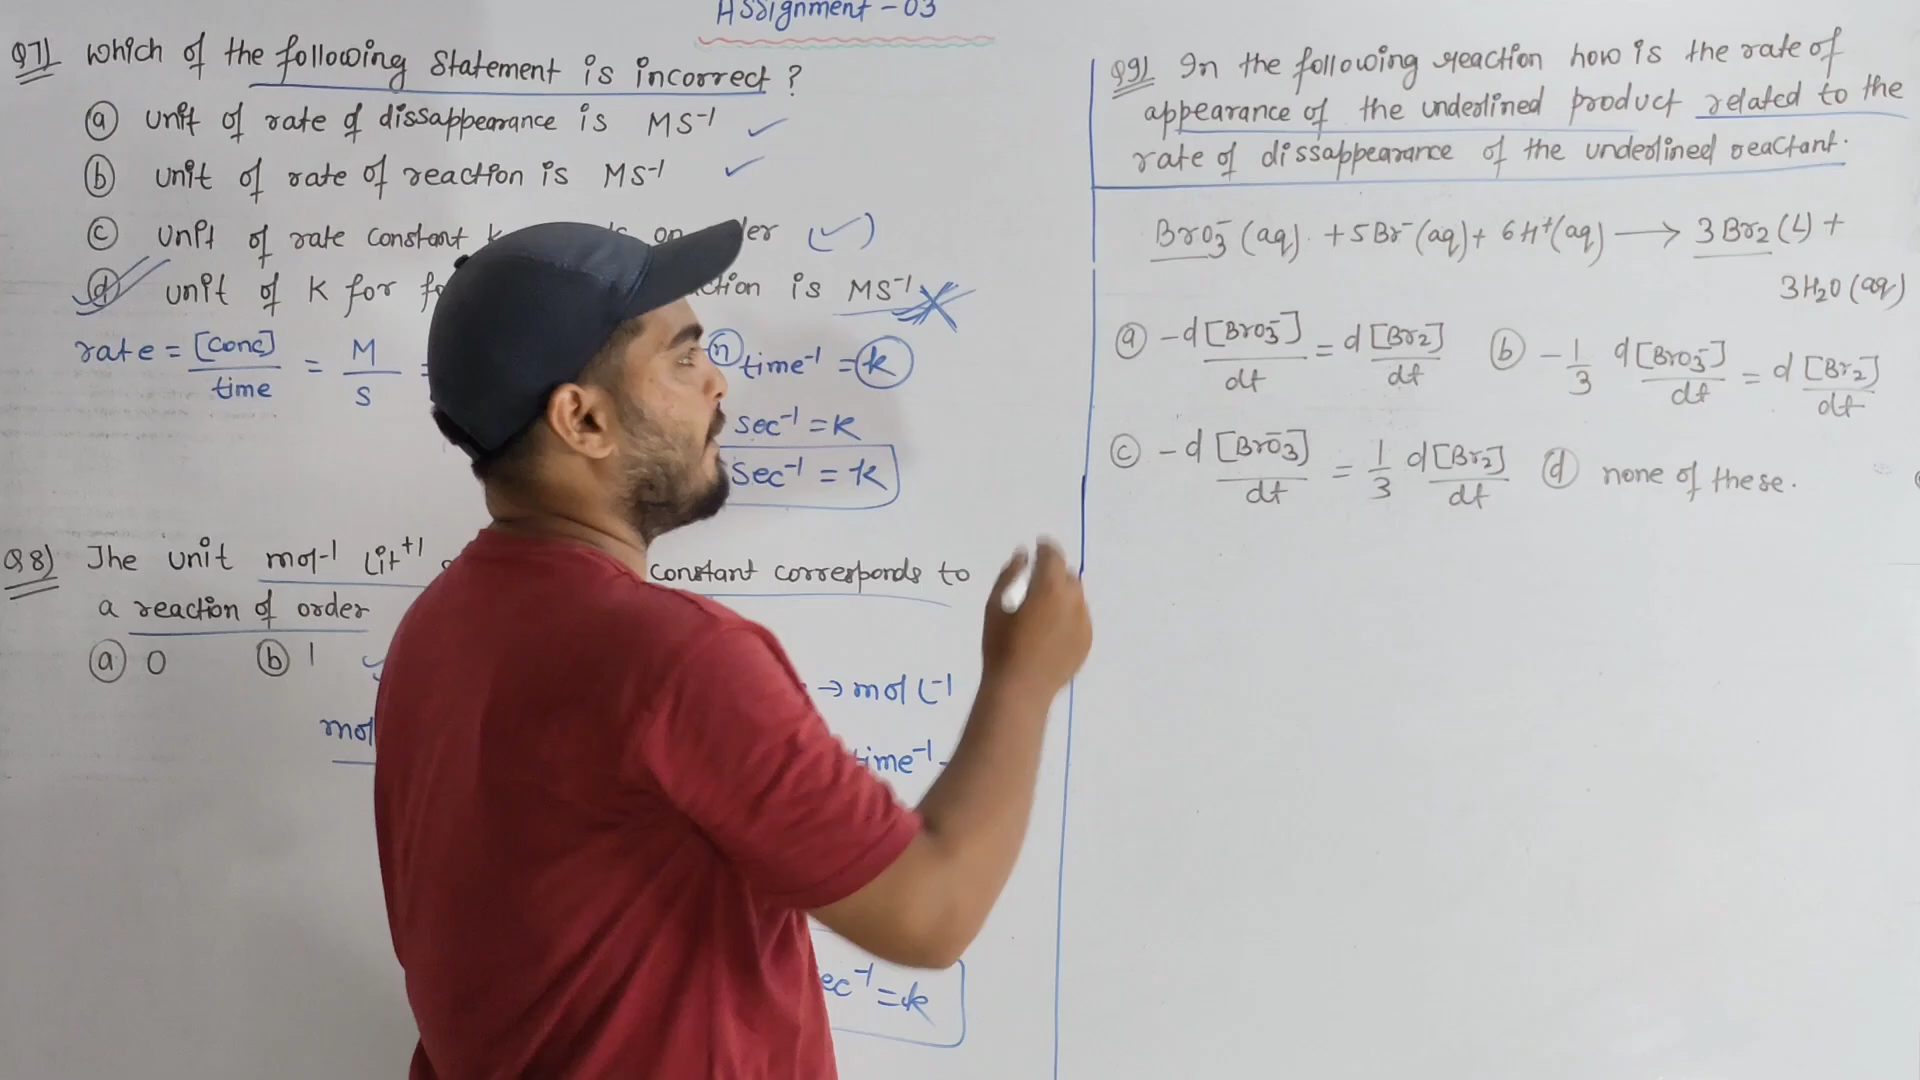 Assignment - 03
Q7) Which of the following Statement is incorrect ?
(a) unit of rate of dissappearance is MS⁻¹ ✓
(b) unit of rate of reaction is MS⁻¹ ✓
(c) unit of rate constant k on (✓)
(d) unit of K for is MS⁻¹
rate = [conc]/time = M/S = (n) time⁻¹ = k
sec⁻¹ = k
sec⁻¹ = k
Q8) The unit mol⁻¹ Lit⁺¹ constant corresponds to
a reaction of order
(a) 0 (b) 1
mol → mol L⁻¹
time⁻¹
= k
Q9) In the following reaction how is the rate of
appearance of the underlined product related to the
rate of dissappearance of the underlined reactant.
BrO₃⁻ (aq) + 5Br⁻ (aq) + 6H⁺ (aq) ⟶ 3Br₂ (L) +
3H₂O (aq)
(a) -d[BrO₃⁻]/dt = d[Br₂]/dt (b) -1/3 d[BrO₃⁻]/dt = d[Br₂]/dt
(c) -d[BrO₃⁻]/dt = 1/3 d[Br₂]/dt (d) none of these.